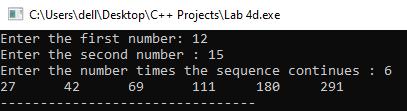 C:\Users\dell\Desktop\C++ Projects\Lab 4d.exe
Enter the first number: 12
Enter the second number : 15
Enter the number times the sequence continues : 6
27 42 69 111 180 291
--------------------------------